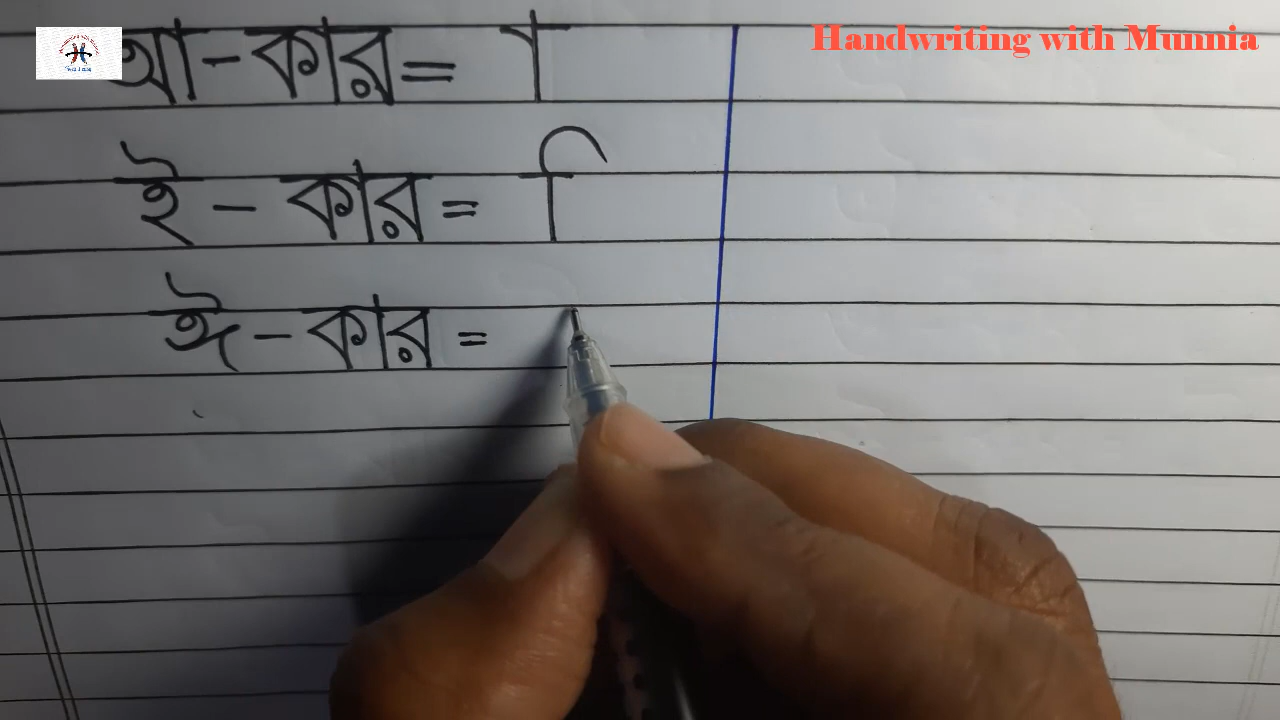 Handwriting with Munnia
আ-কার= া
ই - কার = ি
ঈ - কার =